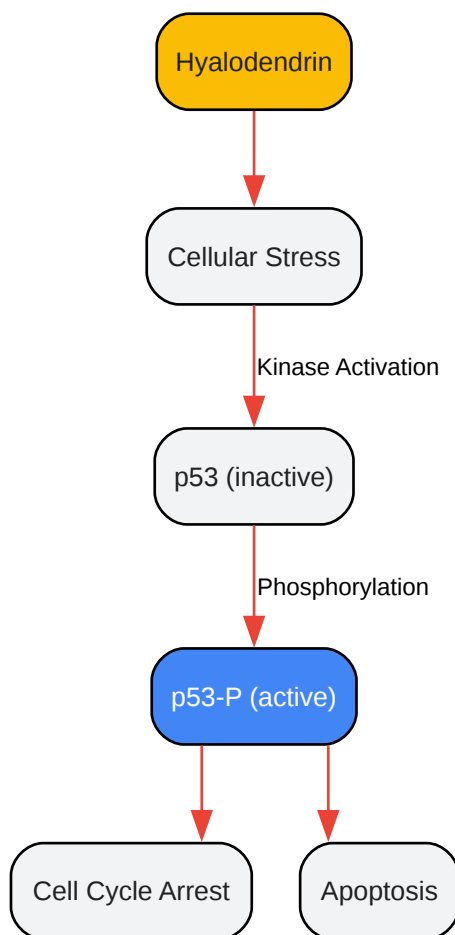 Hyalodendrin
Cellular Stress
Kinase Activation
p53 (inactive)
Phosphorylation
p53-P (active)
Cell Cycle Arrest
Apoptosis